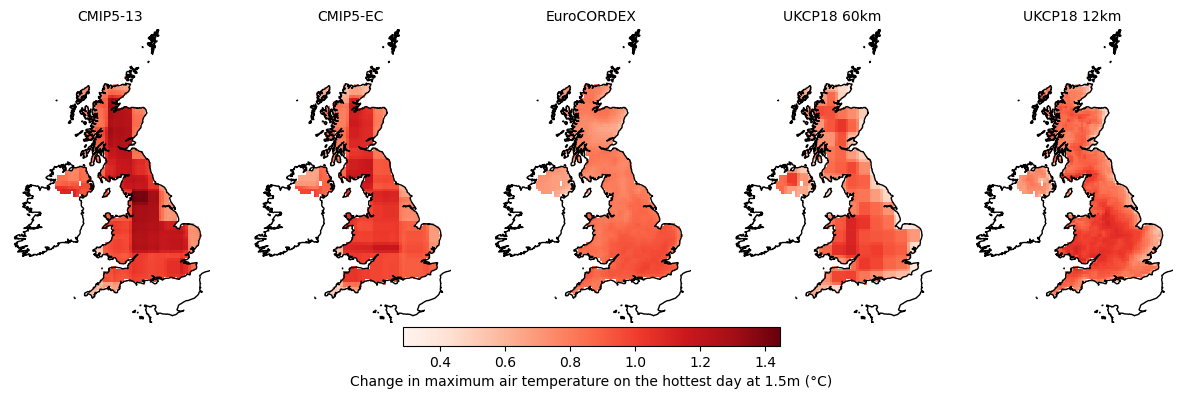 CMIP5-13 CMIP5-EC EuroCORDEX UKCP18 60km UKCP18 12km
0.4 0.6 0.8 1.0 1.2 1.4
Change in maximum air temperature on the hottest day at 1.5m (°C)